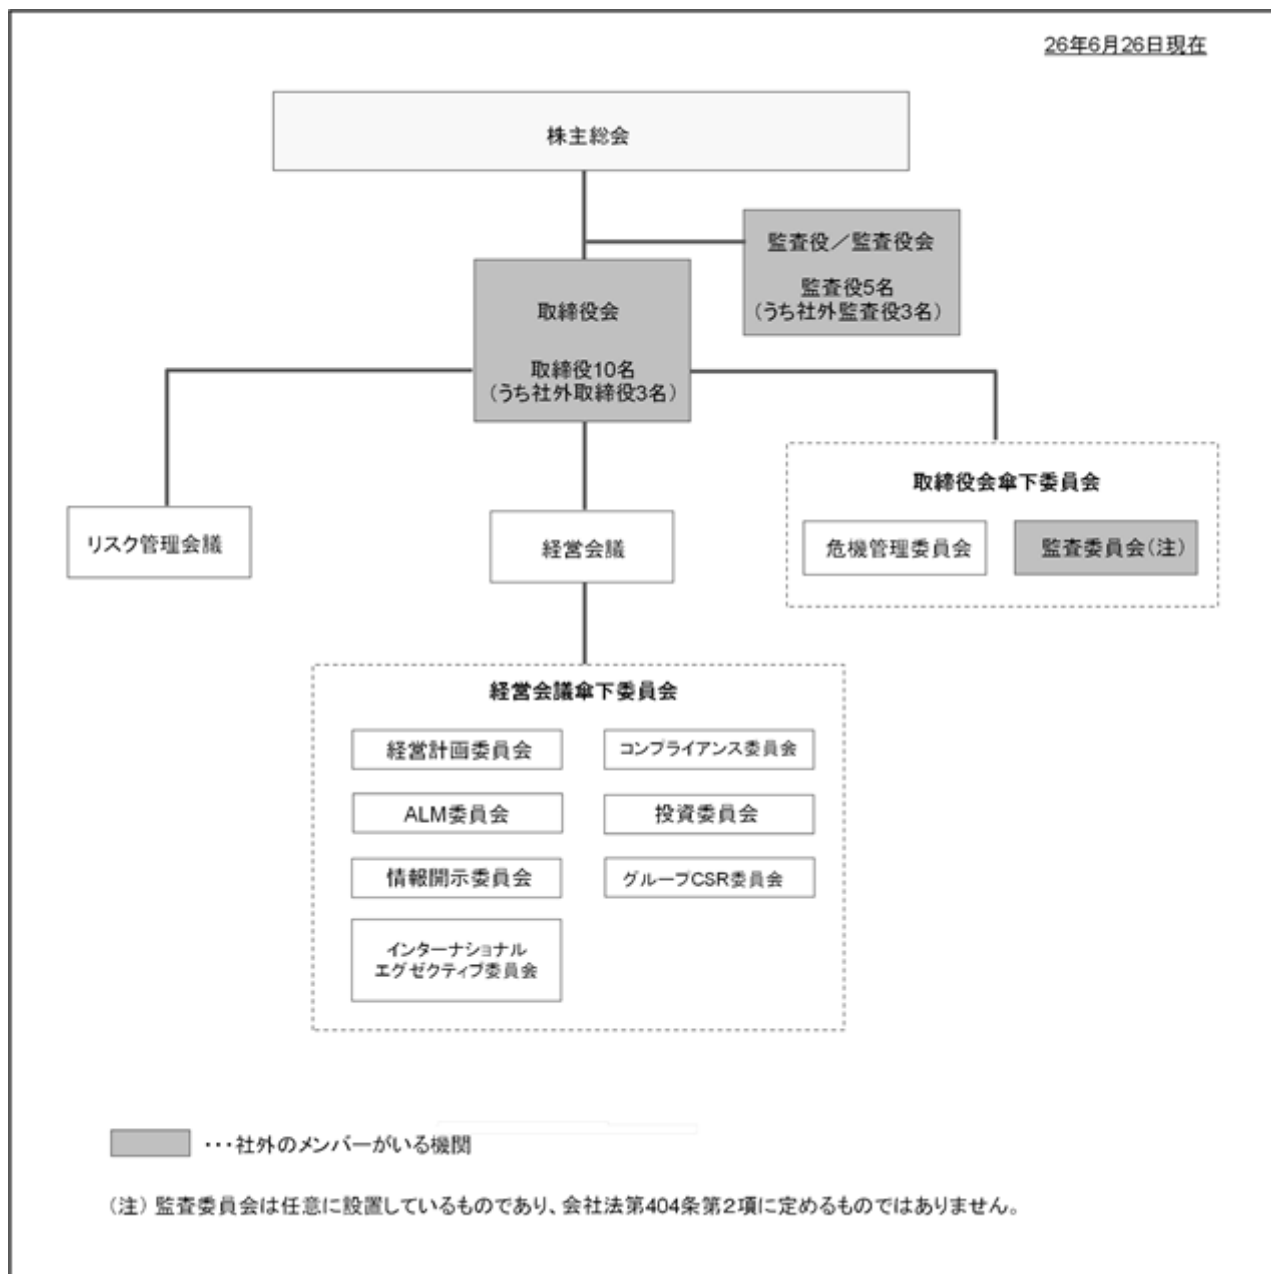 26年6月26日現在
株主総会
監査役／監査役会
監査役5名
(うち社外監査役3名)
取締役会
取締役10名
(うち社外取締役3名)
取締役会傘下委員会
リスク管理会議
経営会議
危機管理委員会
監査委員会(注)
経営会議傘下委員会
経営計画委員会
コンプライアンス委員会
ALM委員会
投資委員会
情報開示委員会
グループCSR委員会
インターナショナル
エグゼクティブ委員会
･･･社外のメンバーがいる機関
(注) 監査委員会は任意に設置しているものであり、会社法第404条第２項に定めるものではありません。